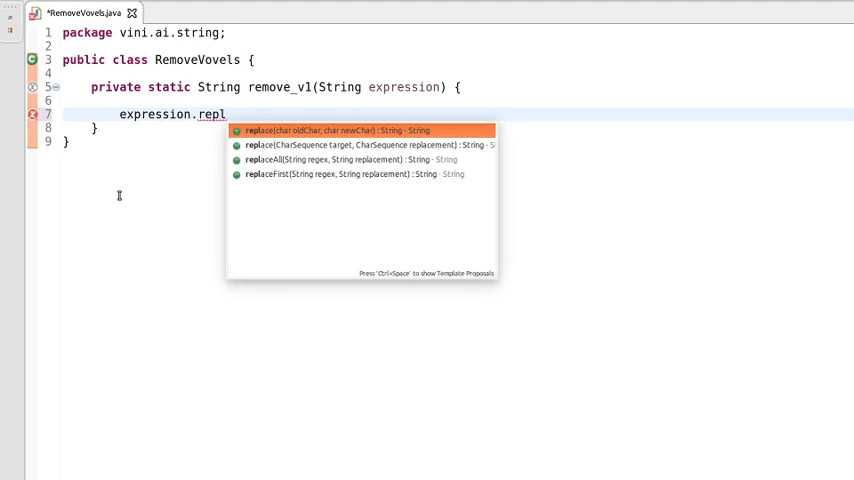 *RemoveVovels.java
1 package vini.ai.string;
2
3 public class RemoveVovels {
4
5 private static String remove_v1(String expression) {
6
7 expression.repl
8 }
9 }
replace(char oldChar, char newChar) : String - String
replace(CharSequence target, CharSequence replacement) : String - S
replaceAll(String regex, String replacement) : String - String
replaceFirst(String regex, String replacement) : String - String
Press 'Ctrl+Space' to show Template Proposals